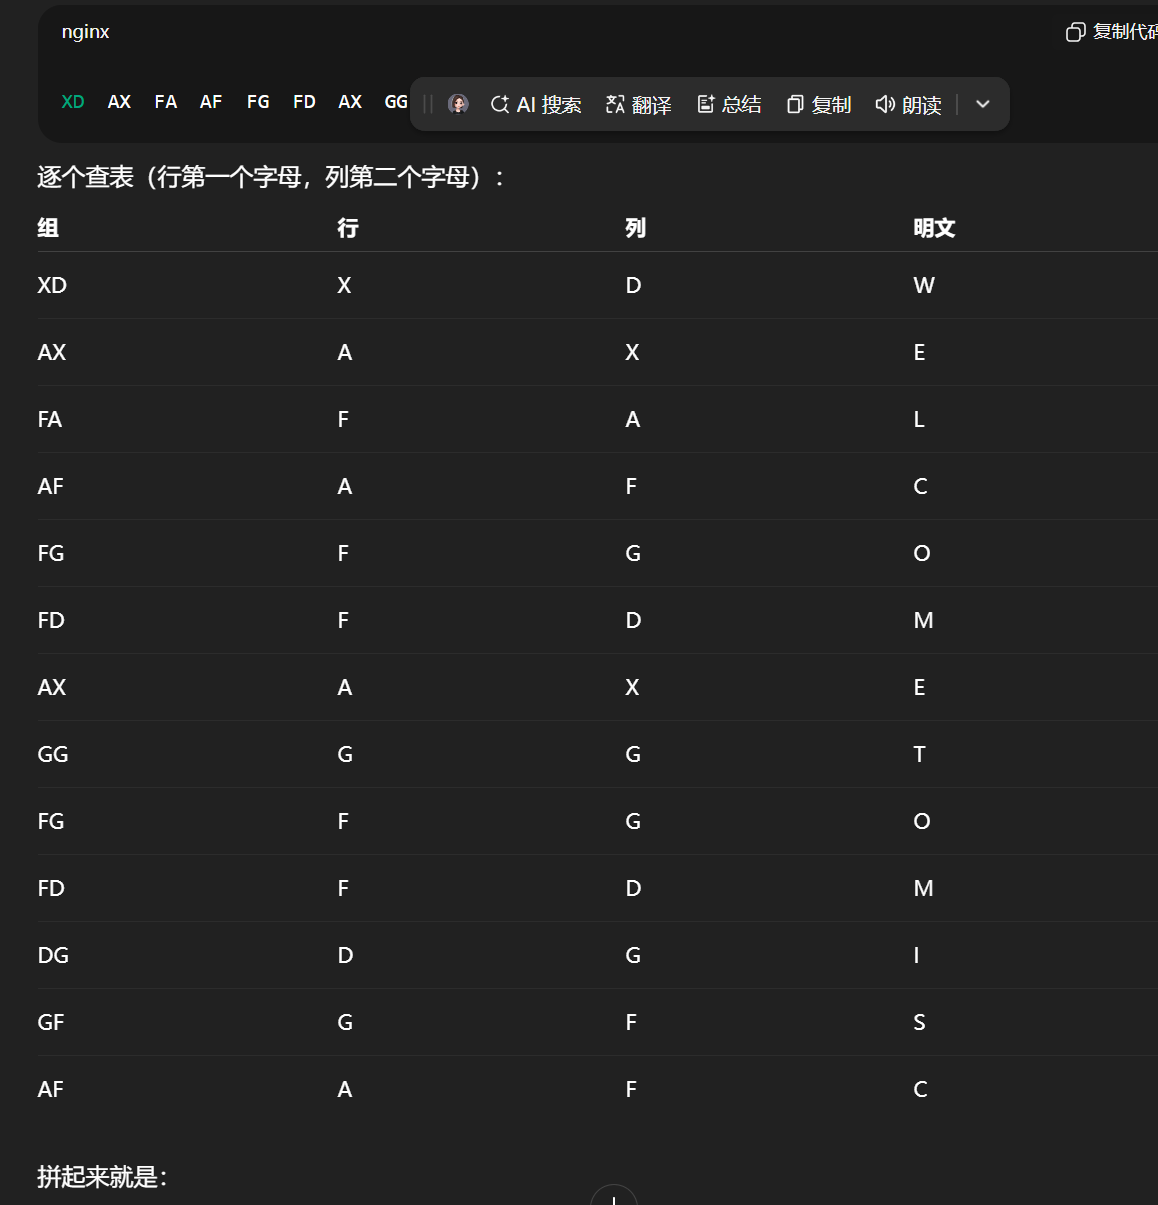 nginx 复制代码
XD AX FA AF FG FD AX GG AI 搜索 翻译 总结 复制 朗读
逐个查表（行第一个字母，列第二个字母）：
组 行 列 明文
XD X D W
AX A X E
FA F A L
AF A F C
FG F G O
FD F D M
AX A X E
GG G G T
FG F G O
FD F D M
DG D G I
GF G F S
AF A F C
拼起来就是：